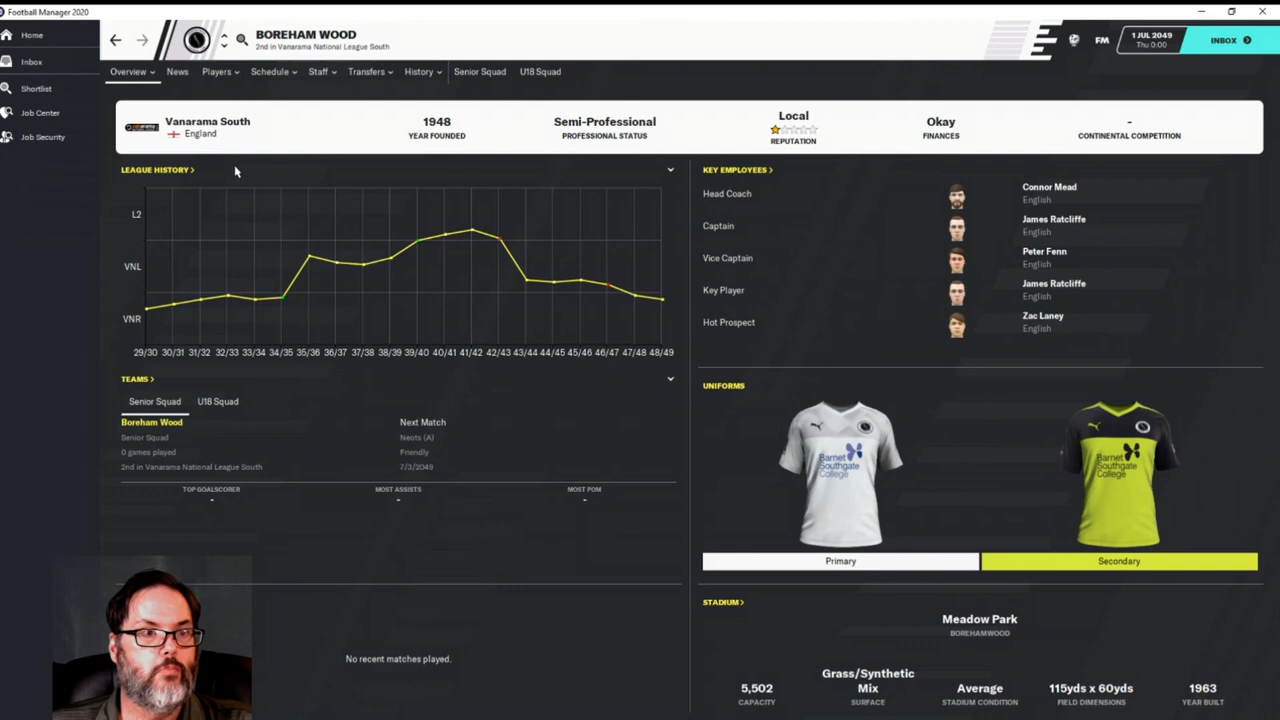 Football Manager 2020
Home
Inbox
Shortlist
Job Center
Job Security
BOREHAM WOOD
2nd in Vanarama National League South
FM
1 JUL 2049
Thu 0:00
INBOX
Overview
News
Players
Schedule
Staff
Transfers
History
Senior Squad
U18 Squad
Vanarama South
England
1948
YEAR FOUNDED
Semi-Professional
PROFESSIONAL STATUS
Local
REPUTATION
Okay
FINANCES
-
CONTINENTAL COMPETITION
LEAGUE HISTORY >
L2
VNL
VNR
29/30 30/31 31/32 32/33 33/34 34/35 35/36 36/37 37/38 38/39 39/40 40/41 41/42 42/43 43/44 44/45 45/46 46/47 47/48 48/49
TEAMS >
Senior Squad
U18 Squad
Boreham Wood
Senior Squad
0 games played
2nd in Vanarama National League South
Next Match
Neots (A)
Friendly
7/3/2049
TOP GOALSCORER
-
MOST ASSISTS
-
MOST POM
-
No recent matches played.
KEY EMPLOYEES >
Head Coach
Connor Mead
English
Captain
James Ratcliffe
English
Vice Captain
Peter Fenn
English
Key Player
James Ratcliffe
English
Hot Prospect
Zac Laney
English
UNIFORMS
Barnet
Southgate
College
Barnet
Southgate
College
Primary
Secondary
STADIUM >
Meadow Park
BOREHAMWOOD
5,502
CAPACITY
Grass/Synthetic
Mix
SURFACE
Average
STADIUM CONDITION
115yds x 60yds
FIELD DIMENSIONS
1963
YEAR BUILT